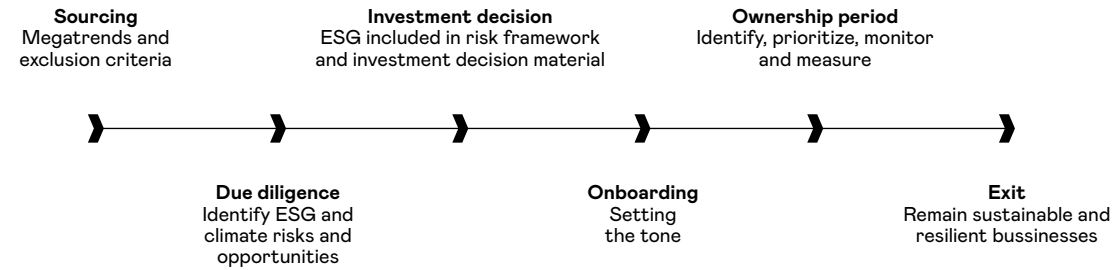 Sourcing
Megatrends and
exclusion criteria
Investment decision
ESG included in risk framework
and investment decision material
Ownership period
Identify, prioritize, monitor
and measure
Due diligence
Identify ESG and
climate risks and
opportunities
Onboarding
Setting
the tone
Exit
Remain sustainable and
resilient bussinesses